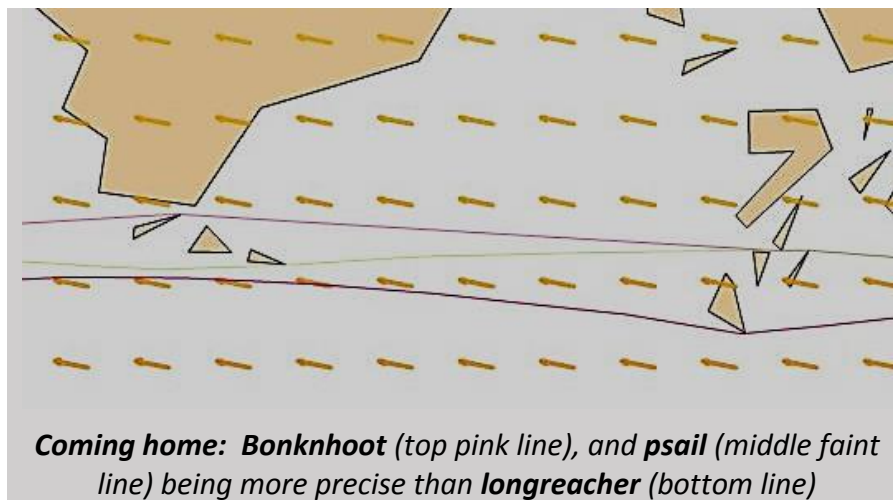 Coming home: Bonknhoot (top pink line), and psail (middle faint
line) being more precise than longreacher (bottom line)